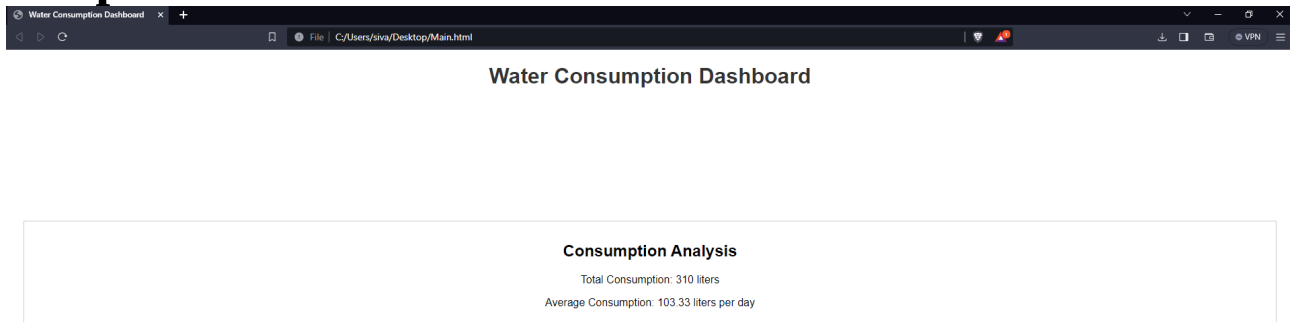 Water Consumption Dashboard
File | C:/Users/siva/Desktop/Main.html
VPN
Water Consumption Dashboard
Consumption Analysis
Total Consumption: 310 liters
Average Consumption: 103.33 liters per day